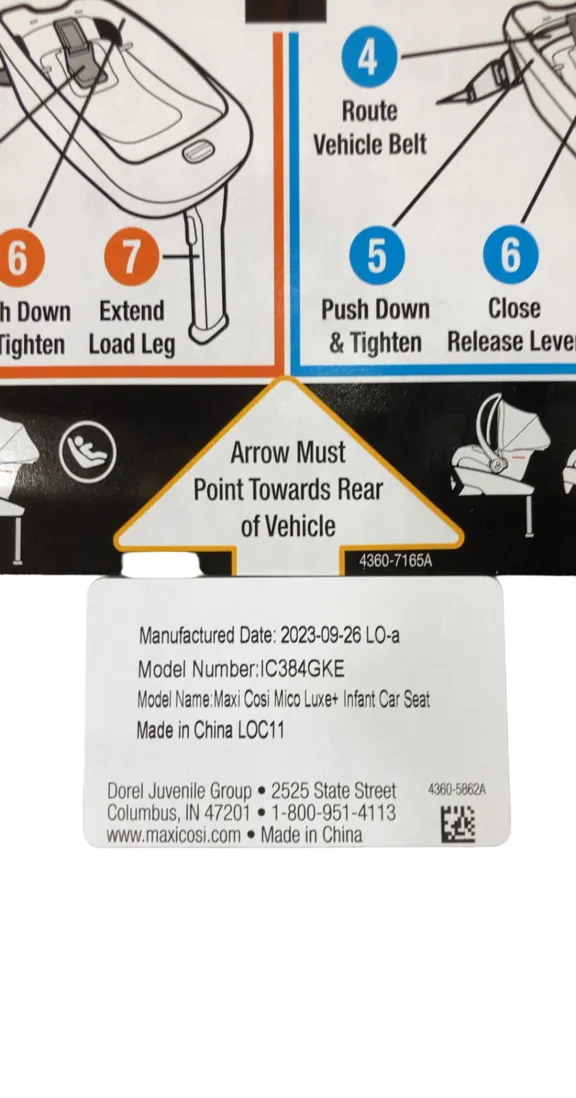 4
Route
Vehicle Belt
6
7
5
6
h Down
Tighten
Extend
Load Leg
Push Down
& Tighten
Close
Release Lever
Arrow Must
Point Towards Rear
of Vehicle
4360-7165A
Manufactured Date: 2023-09-26 LO-a
Model Number:IC384GKE
Model Name:Maxi Cosi Mico Luxe+ Infant Car Seat
Made in China LOC11
Dorel Juvenile Group • 2525 State Street
4360-5862A
Columbus, IN 47201 • 1-800-951-4113
www.maxicosi.com • Made in China